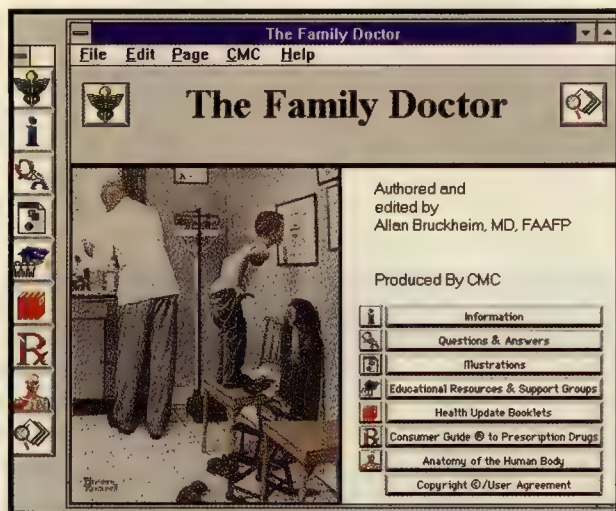 The Family Doctor
File Edit Page CMC Help
The Family Doctor
Authored and
edited by
Allan Bruckheim, MD, FAAFP
Produced By CMC
i
Information
Q A
Questions & Answers
Illustrations
Educational Resources & Support Groups
Health Update Booklets
Rx
Consumer Guide ® to Prescription Drugs
Anatomy of the Human Body
Copyright ©/User Agreement